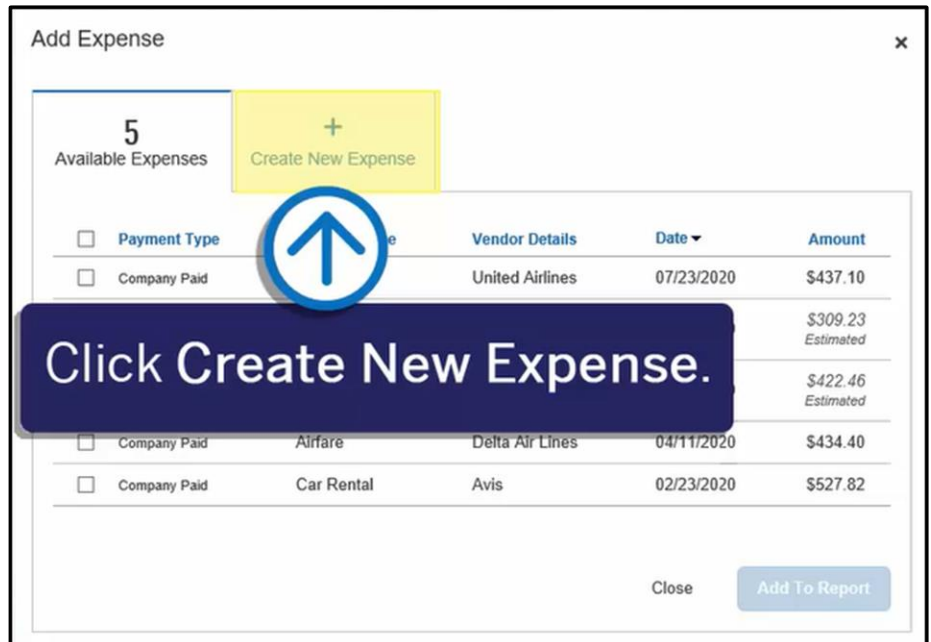 Add Expense ×
5
Available Expenses
+
Create New Expense
Payment Type Vendor Details Date Amount
Company Paid United Airlines 07/23/2020 $437.10
$309.23
Estimated
Click Create New Expense.
$422.46
Estimated
Company Paid Airfare Delta Air Lines 04/11/2020 $434.40
Company Paid Car Rental Avis 02/23/2020 $527.82
Close Add To Report